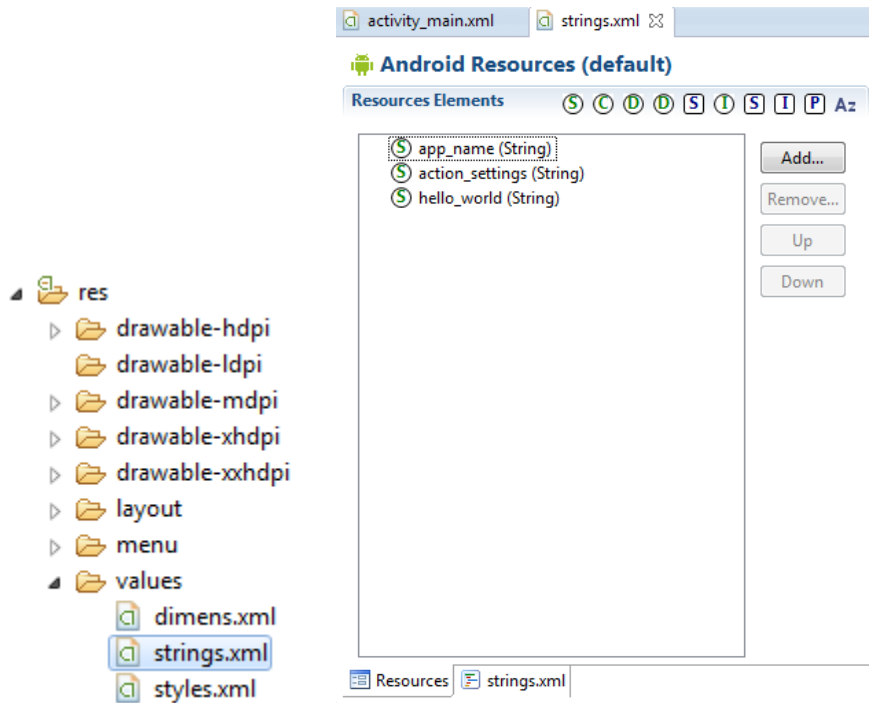 res
drawable-hdpi
drawable-ldpi
drawable-mdpi
drawable-xhdpi
drawable-xxhdpi
layout
menu
values
dimens.xml
strings.xml
styles.xml
activity_main.xml strings.xml
Android Resources (default)
Resources Elements S C D D S I S I P Az
S app_name (String)
S action_settings (String)
S hello_world (String)
Add...
Remove...
Up
Down
Resources strings.xml